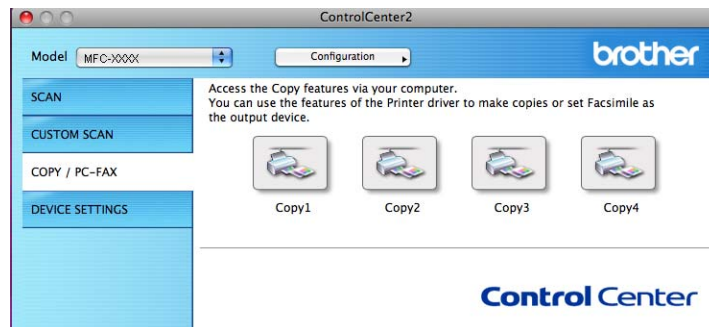 ControlCenter2
Model MFC-XXXX Configuration brother
SCAN
CUSTOM SCAN
COPY / PC-FAX
DEVICE SETTINGS
Access the Copy features via your computer.
You can use the features of the Printer driver to make copies or set Facsimile as
the output device.
Copy1 Copy2 Copy3 Copy4
Control Center